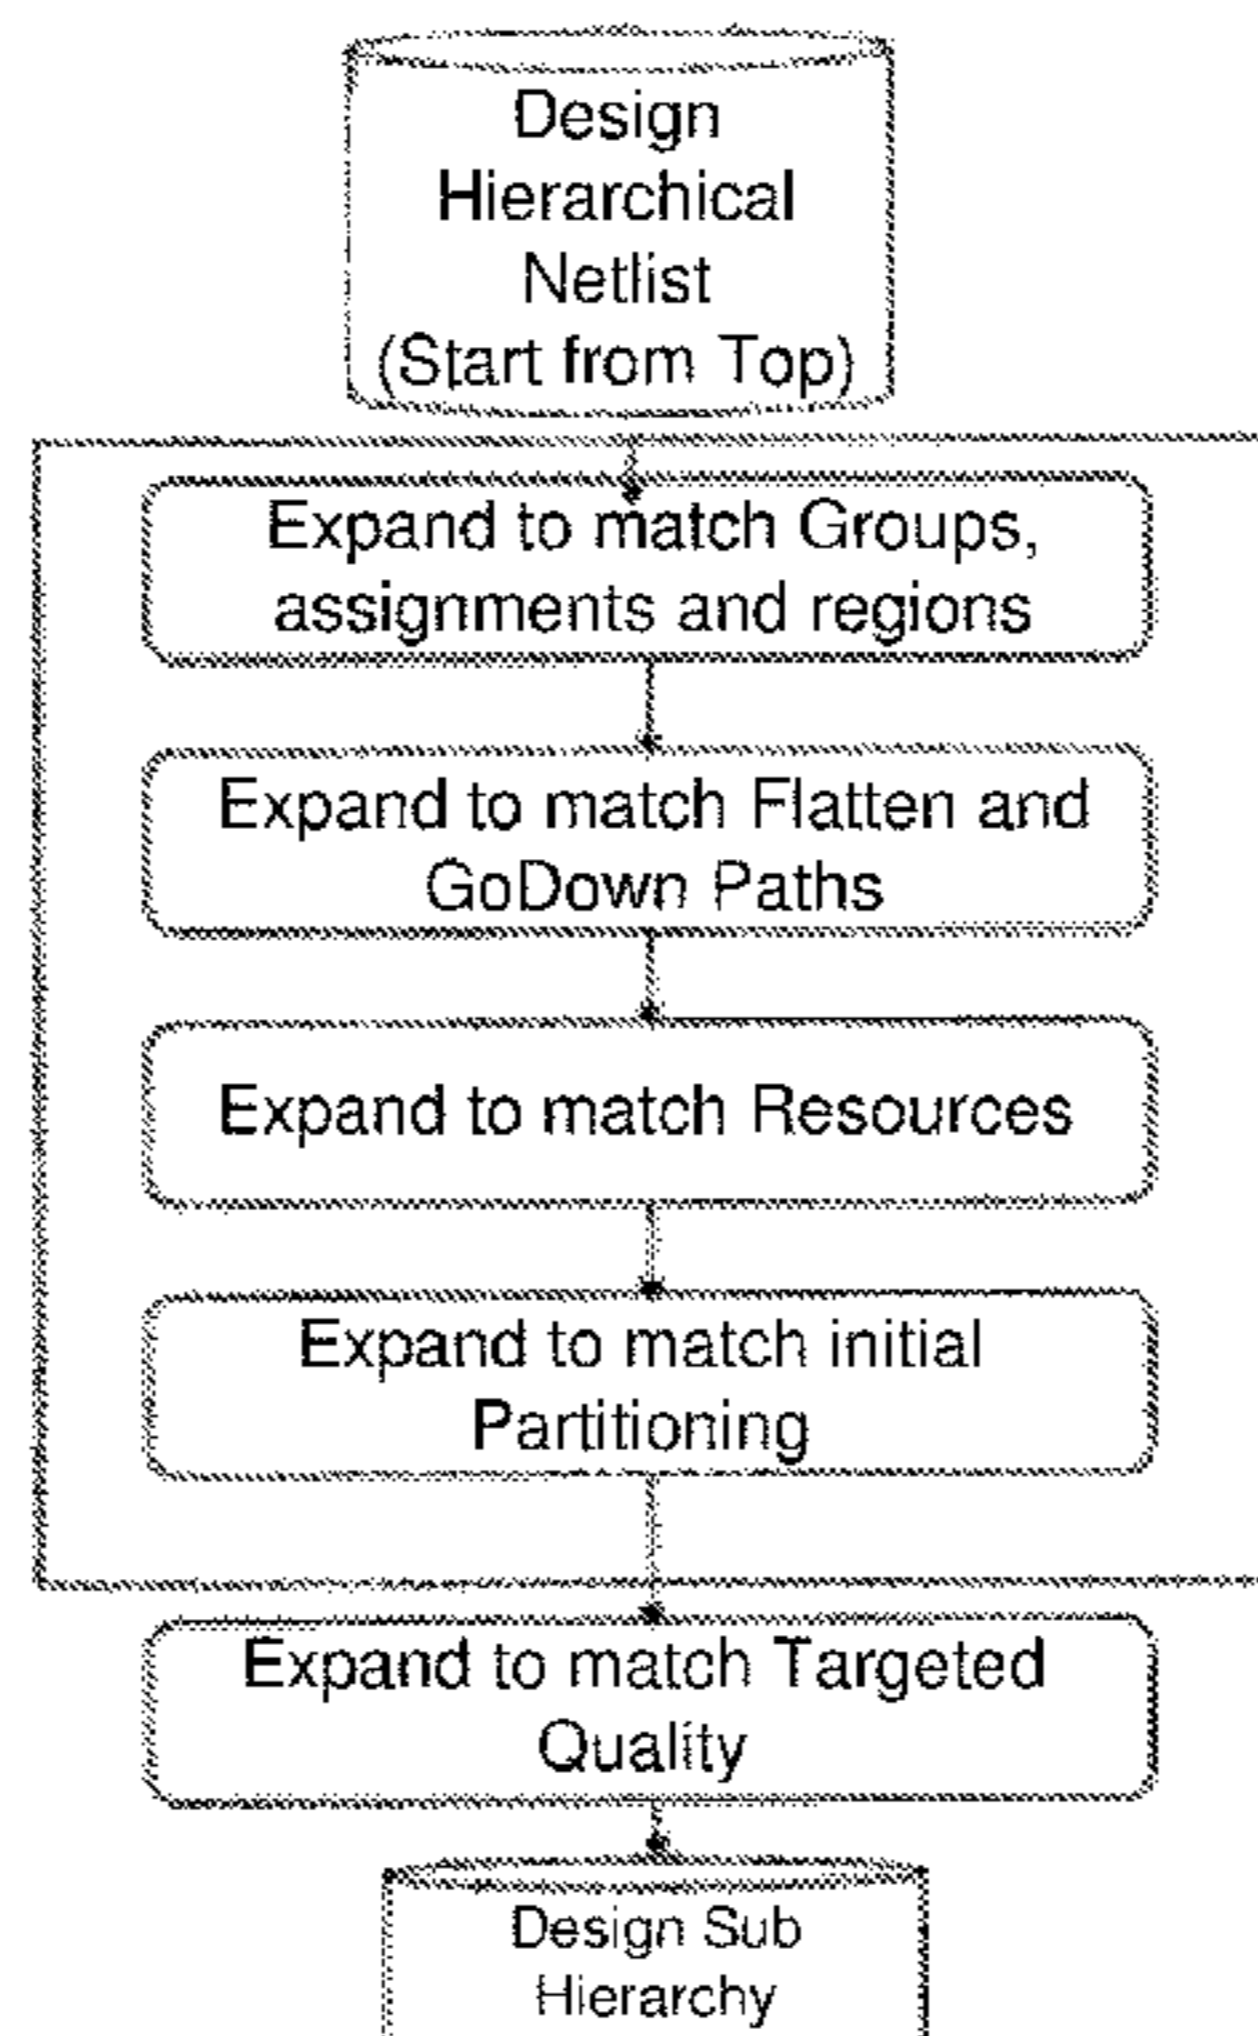 Design
Hierarchical
Netlist
(Start from Top)
Expand to match Groups,
assignments and regions
Expand to match Flatten and
GoDown Paths
Expand to match Resources
Expand to match initial
Partitioning
Expand to match Targeted
Quality
Design Sub
Hierarchy